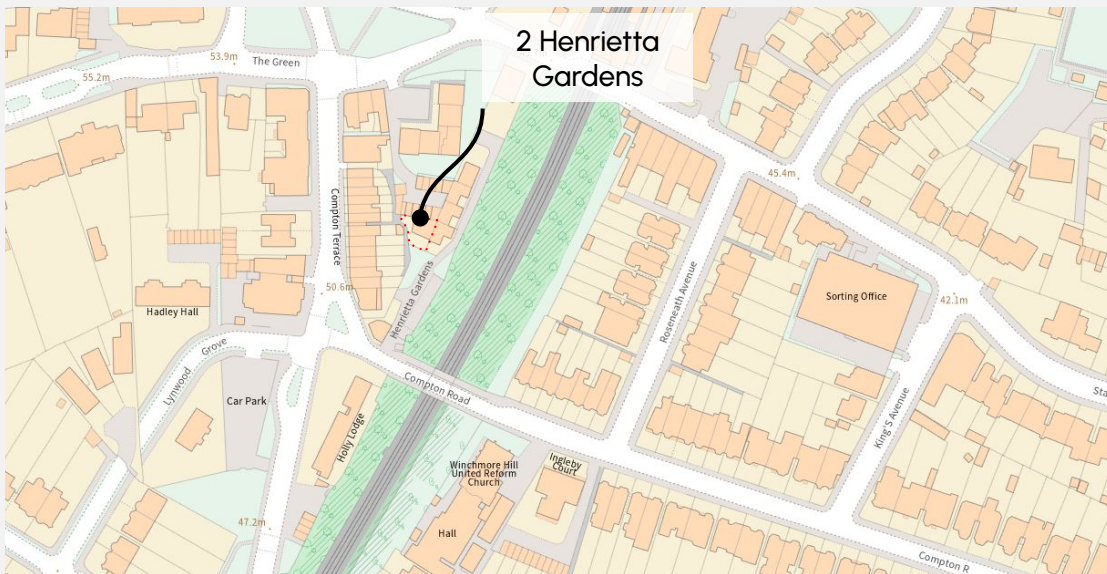 2 Henrietta
Gardens
53.9m
The Green
55.2m
45.4m
Compton Terrace
Henrietta Gardens
Roseneath Avenue
50.6m
Sorting Office
42.1m
Hadley Hall
Lynwood Grove
Compton Road
Car Park
Holly Lodge
King'S Avenue
Sta
Winchmore Hill
United Reform
Church
Ingleby
Court
47.2m
Hall
Compton R